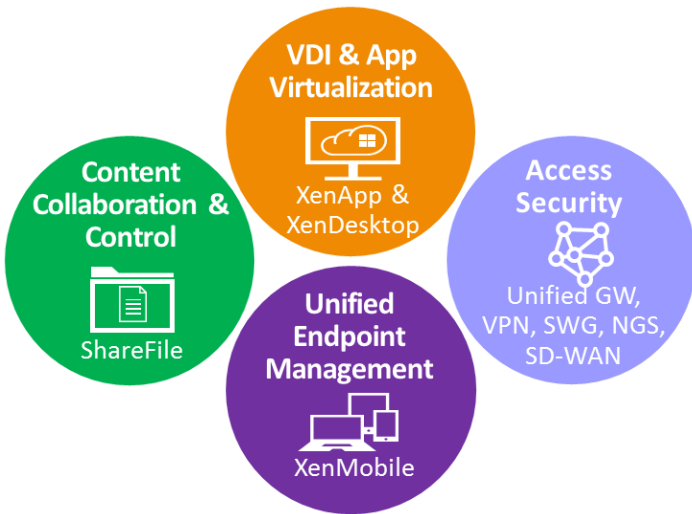 VDI & App
Virtualization
XenApp &
XenDesktop
Content
Collaboration &
Control
ShareFile
Access
Security
Unified GW,
VPN, SWG, NGS,
SD-WAN
Unified
Endpoint
Management
XenMobile